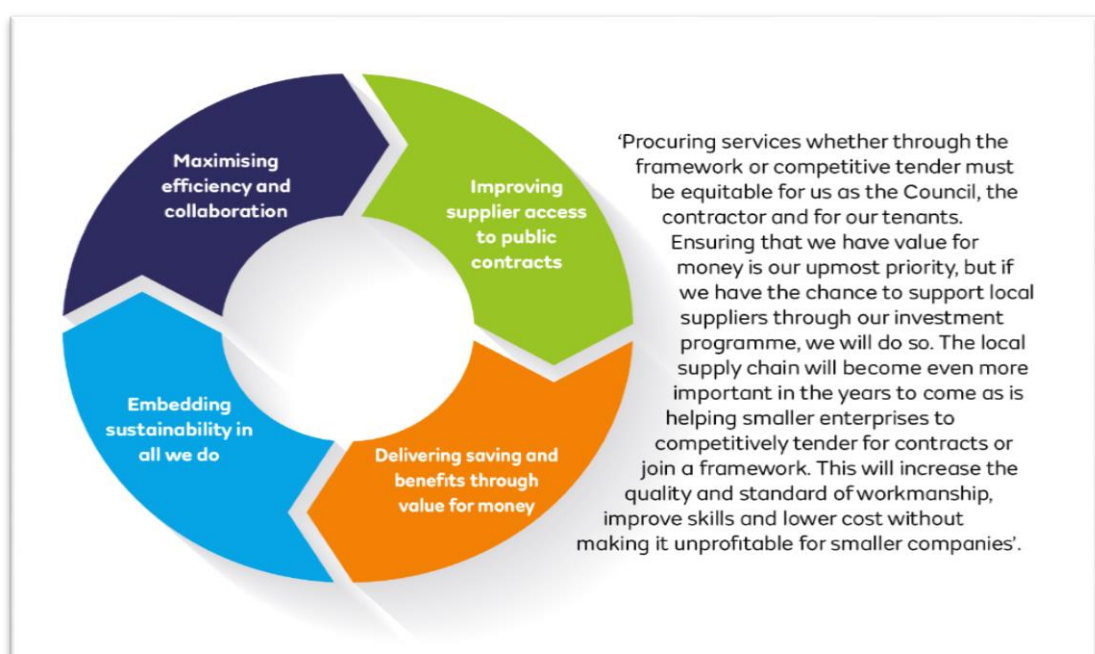 Maximising
efficiency and
collaboration
Improving
supplier access
to public
contracts
Embedding
sustainability in
all we do
Delivering saving and
benefits through
value for money
‘Procuring services whether through the
framework or competitive tender must
be equitable for us as the Council, the
contractor and for our tenants.
Ensuring that we have value for
money is our upmost priority, but if
we have the chance to support local
suppliers through our investment
programme, we will do so. The local
supply chain will become even more
important in the years to come as is
helping smaller enterprises to
competitively tender for contracts or
join a framework. This will increase the
quality and standard of workmanship,
improve skills and lower cost without
making it unprofitable for smaller companies’.